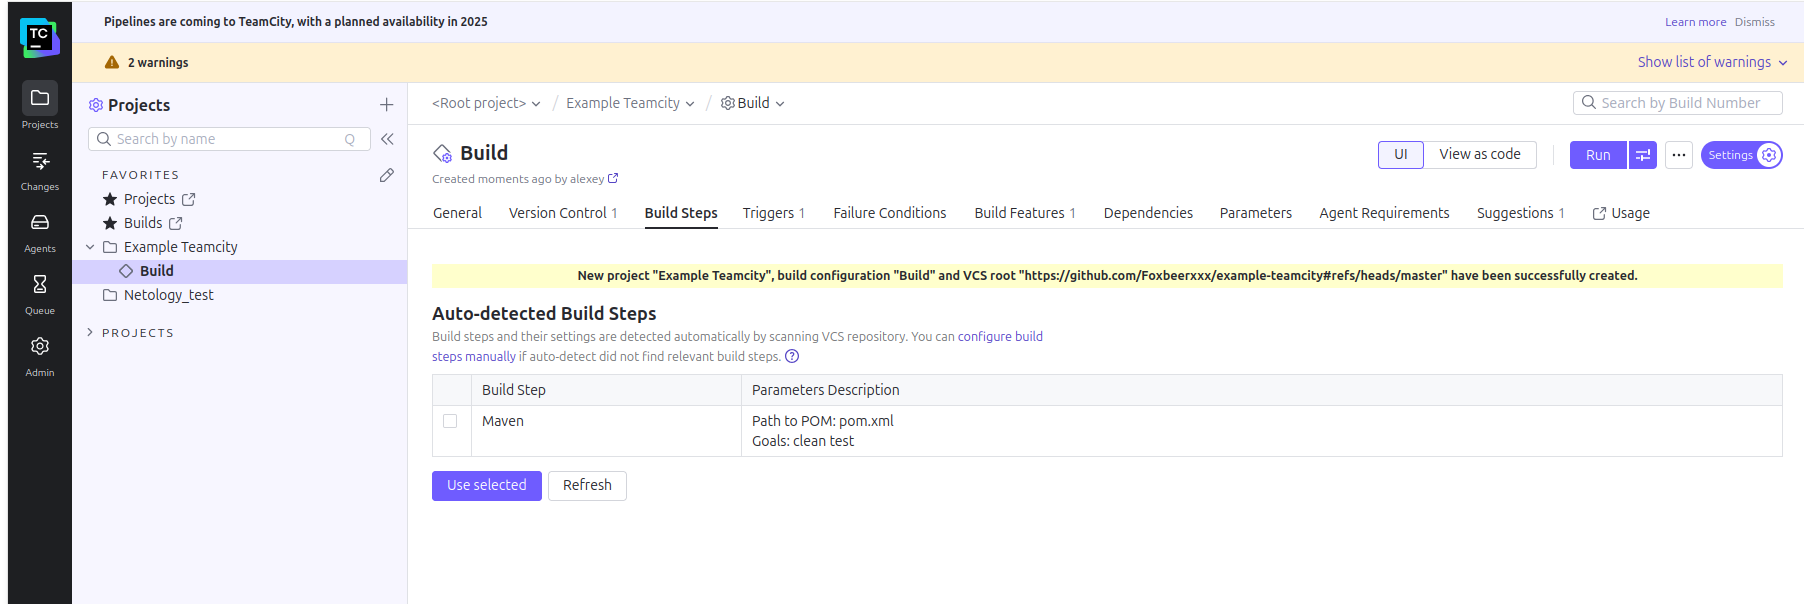 Pipelines are coming to TeamCity, with a planned availability in 2025
Learn more Dismiss
TC
2 warnings
Show list of warnings
Projects
Changes
Agents
Queue
Admin
Projects
Search by name Q
FAVORITES
Projects
Builds
Example Teamcity
Build
Netology_test
PROJECTS
<Root project> / Example Teamcity / Build
Search by Build Number
Build
Created moments ago by alexey
UI View as code Run ... Settings
General Version Control 1 Build Steps Triggers 1 Failure Conditions Build Features 1 Dependencies Parameters Agent Requirements Suggestions 1 Usage
New project "Example Teamcity", build configuration "Build" and VCS root "https://github.com/Foxbeerxxx/example-teamcity#refs/heads/master" have been successfully created.
Auto-detected Build Steps
Build steps and their settings are detected automatically by scanning VCS repository. You can configure build
steps manually if auto-detect did not find relevant build steps. ?
Build Step Parameters Description
Maven Path to POM: pom.xml
Goals: clean test
Use selected Refresh